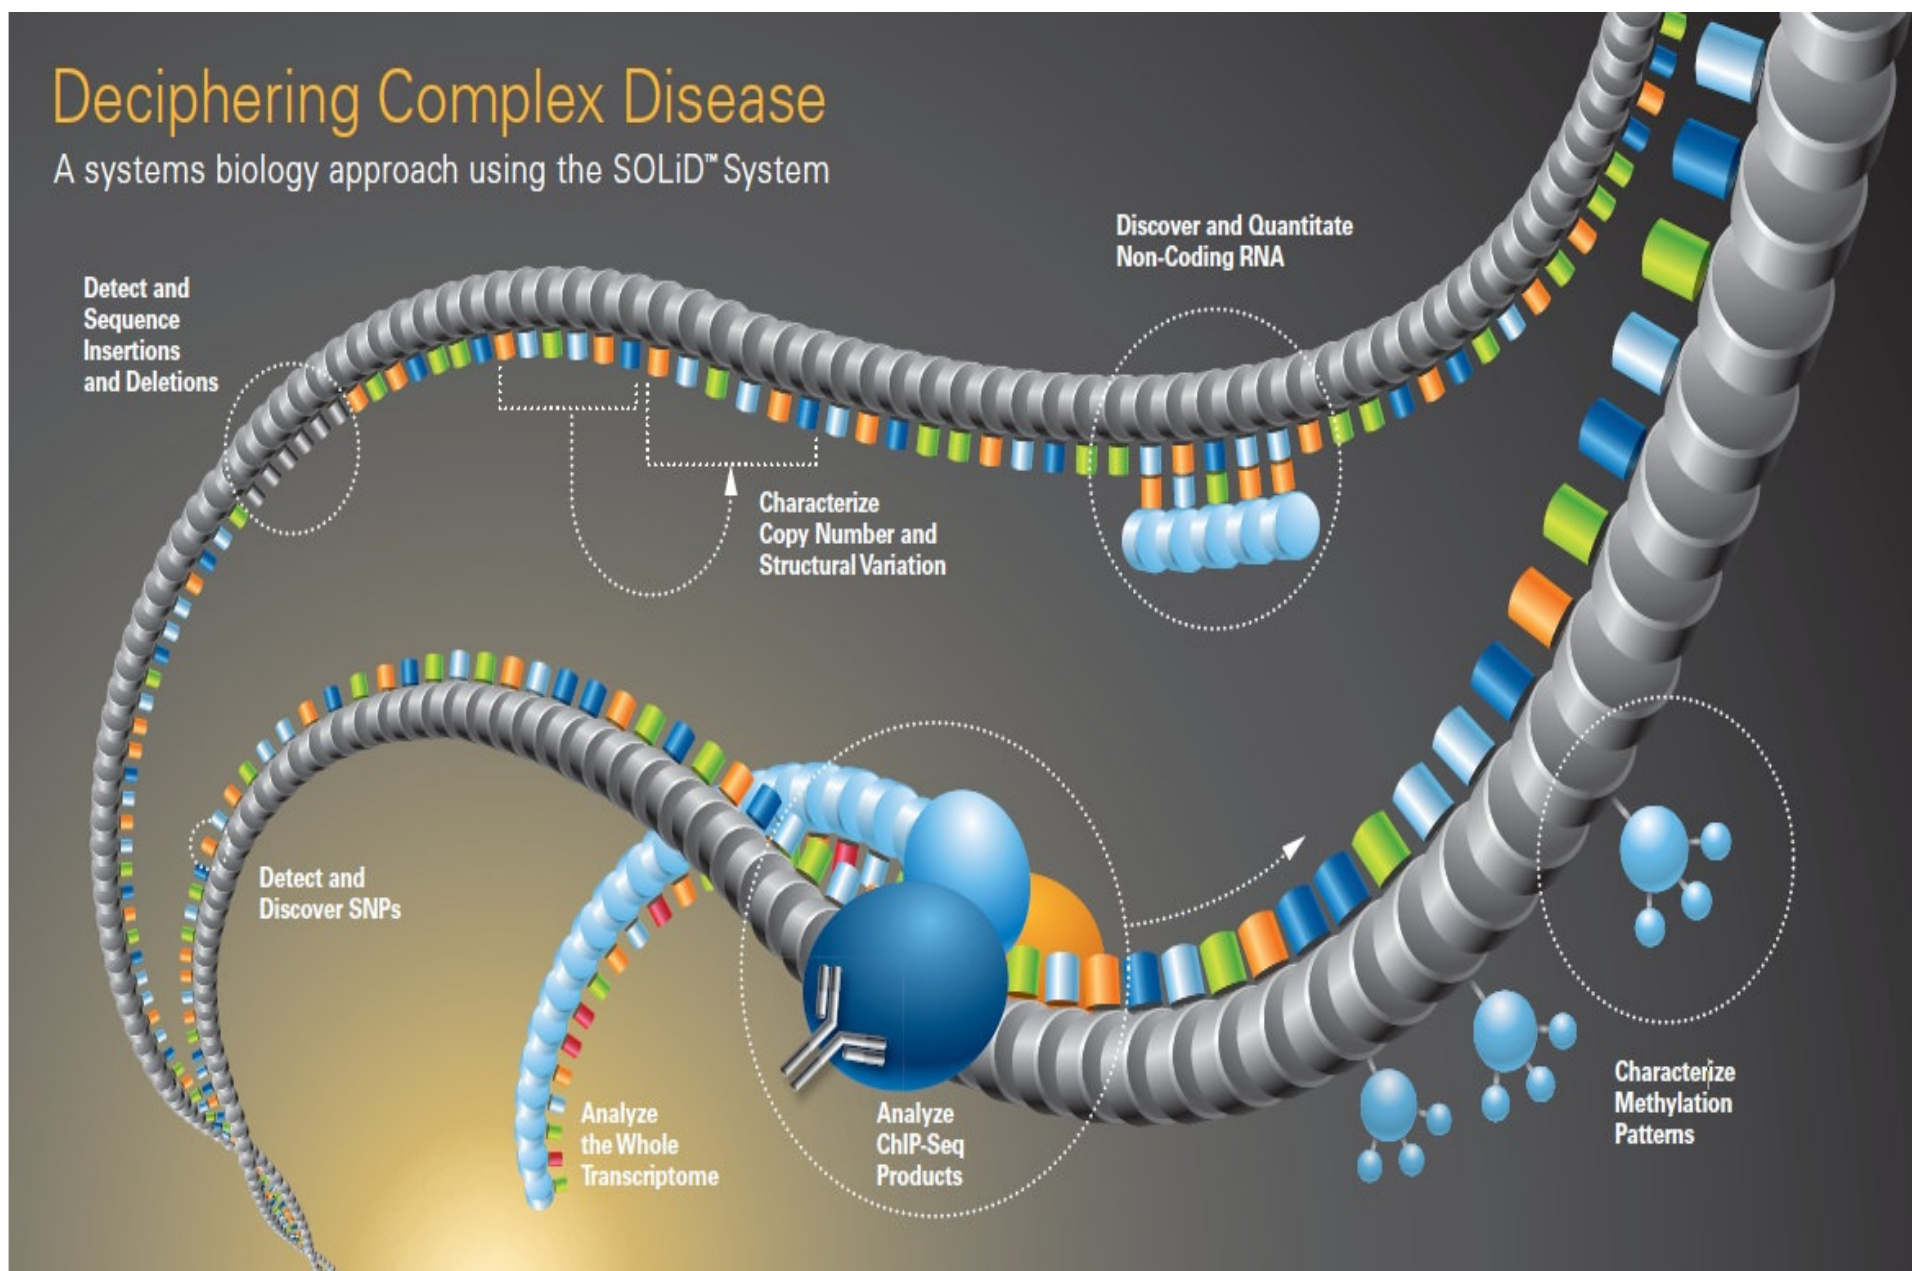 Deciphering Complex Disease
A systems biology approach using the SOLiD™ System
Discover and Quantitate
Non-Coding RNA
Detect and
Sequence
Insertions
and Deletions
Characterize
Copy Number and
Structural Variation
Detect and
Discover SNPs
Analyze
the Whole
Transcriptome
Analyze
ChIP-Seq
Products
Characterize
Methylation
Patterns